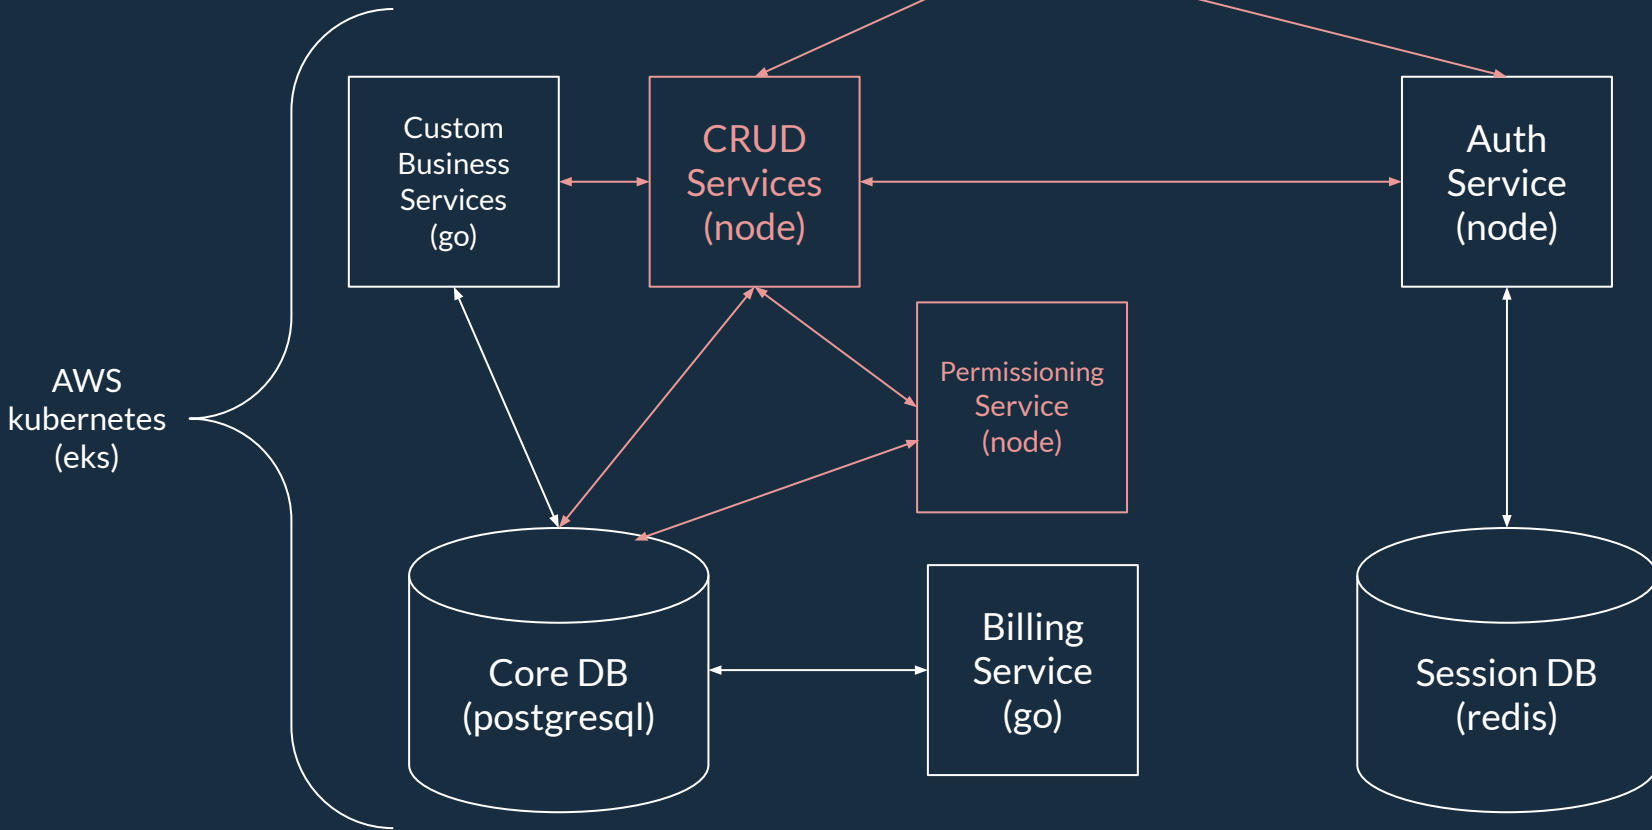 Custom
Business
Services
(go)
CRUD
Services
(node)
Auth
Service
(node)
AWS
kubernetes
(eks)
Permissioning
Service
(node)
Core DB
(postgresql)
Billing
Service
(go)
Session DB
(redis)